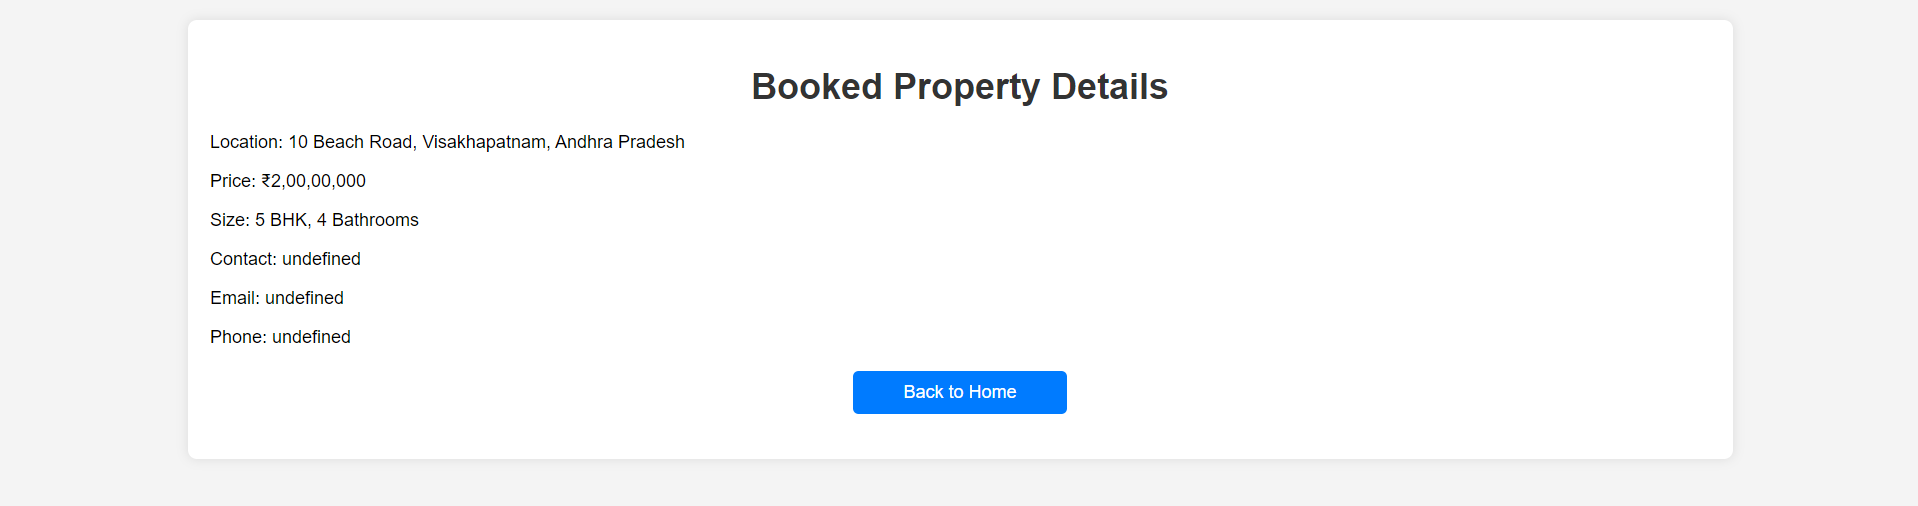 Booked Property Details
Location: 10 Beach Road, Visakhapatnam, Andhra Pradesh
Price: ₹2,00,00,000
Size: 5 BHK, 4 Bathrooms
Contact: undefined
Email: undefined
Phone: undefined
Back to Home